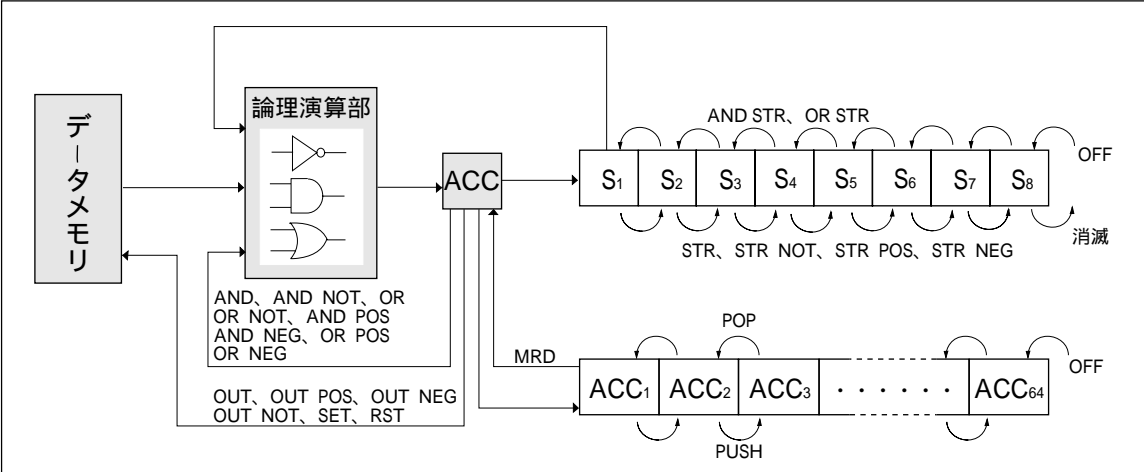 データメモリ
論理演算部
ACC
AND STR、OR STR
OFF
S1 S2 S3 S4 S5 S6 S7 S8
消滅
STR、STR NOT、STR POS、STR NEG
AND、AND NOT、OR
OR NOT、AND POS
AND NEG、OR POS
OR NEG
OUT、OUT POS、OUT NEG
OUT NOT、SET、RST
MRD
POP
OFF
ACC1 ACC2 ACC3 ・・・・・・ ACC64
PUSH